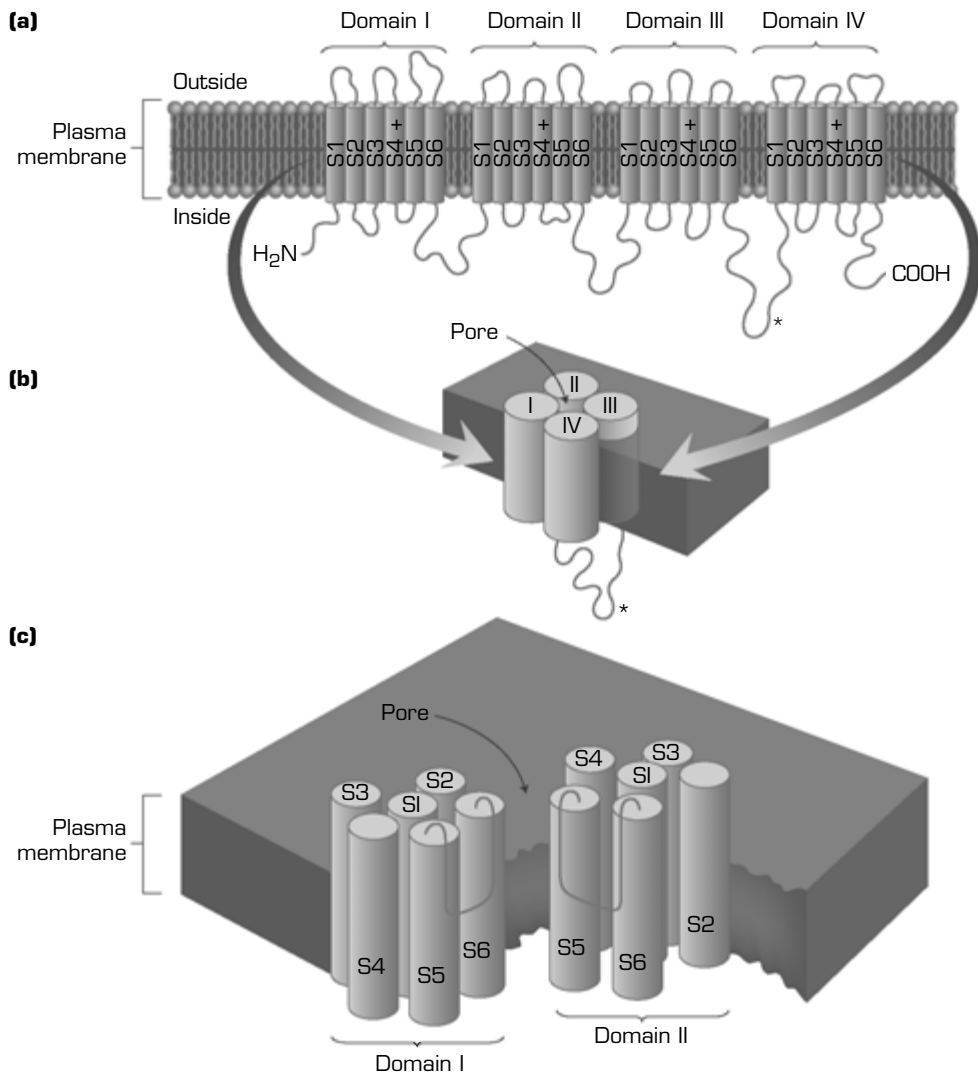 (a)
Domain I Domain II Domain III Domain IV
Outside
Plasma
membrane
+ + + +
S1 S2 S3 S4 S5 S6 S1 S2 S3 S4 S5 S6 S1 S2 S3 S4 S5 S6 S1 S2 S3 S4 S5 S6
Inside
H2N
COOH
*
Pore
(b)
II
I III
IV
*
(c)
Pore
S4 S3
S3 S2 S1
S1
Plasma
membrane
S2
S4 S5 S6 S5 S6
Domain I Domain II